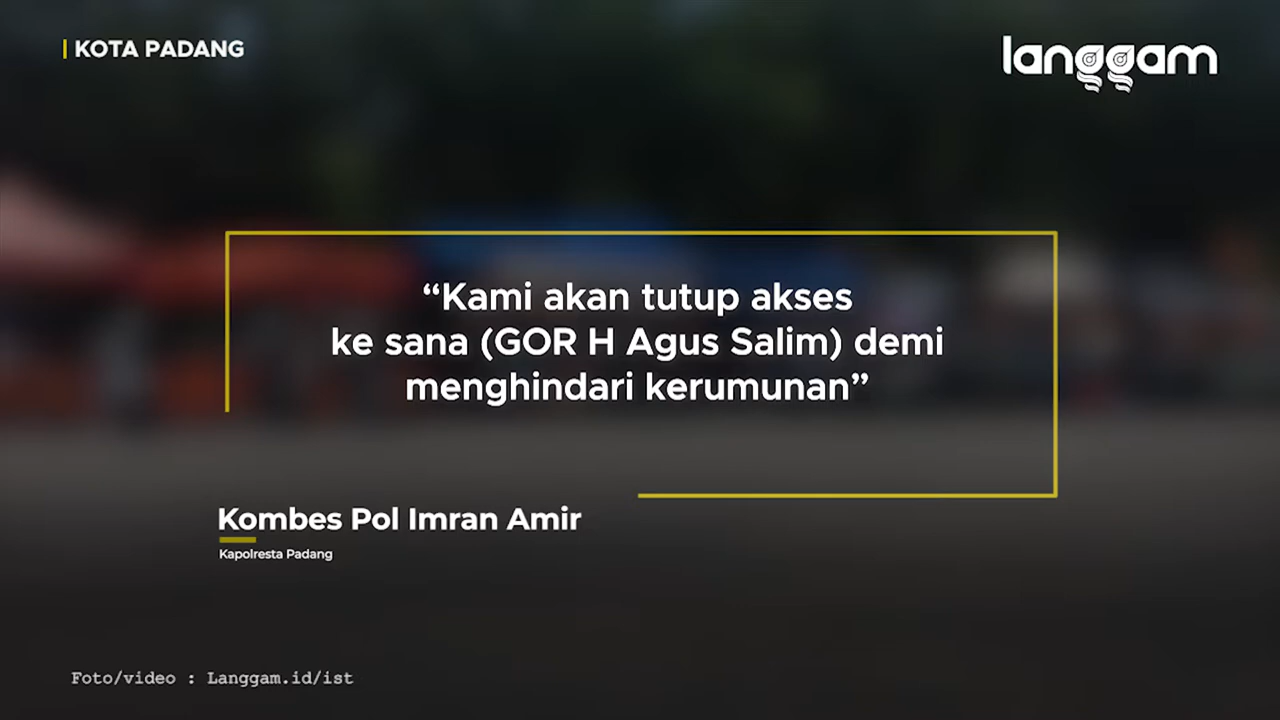 KOTA PADANG
langgam
“Kami akan tutup akses
ke sana (GOR H Agus Salim) demi
menghindari kerumunan”
Kombes Pol Imran Amir
Kapolresta Padang
Foto/video : Langgam.id/ist